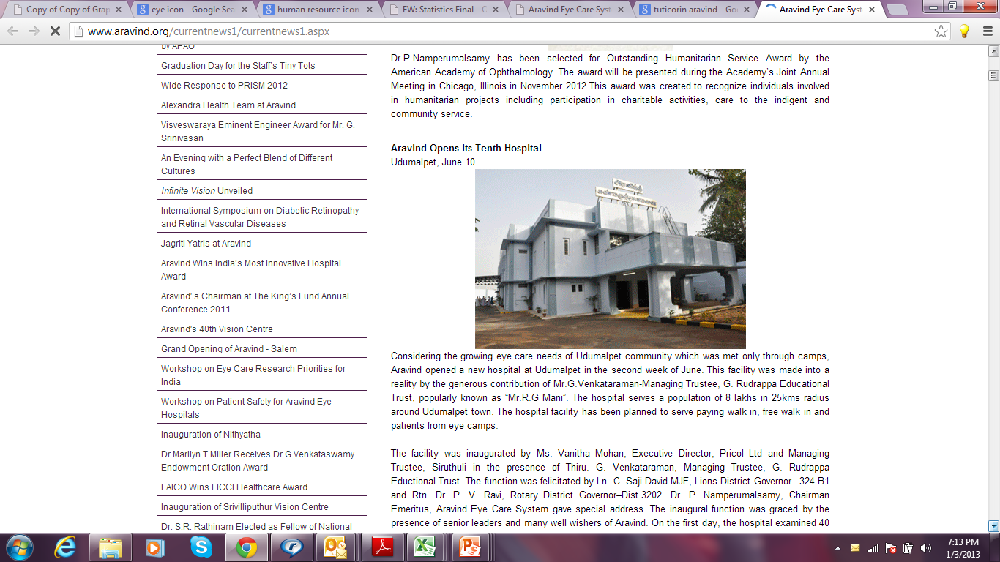 Copy of Copy of Grap
eye icon - Google Sea
human resource icon
FW: Statistics Final - C
Aravind Eye Care Syst
tuticorin aravind - Go
Aravind Eye Care Syst
www.aravind.org/currentnews1/currentnews1.aspx
by APAO
Graduation Day for the Staff's Tiny Tots
Wide Response to PRISM 2012
Alexandra Health Team at Aravind
Visveswaraya Eminent Engineer Award for Mr. G.
Srinivasan
An Evening with a Perfect Blend of Different
Cultures
Infinite Vision Unveiled
International Symposium on Diabetic Retinopathy
and Retinal Vascular Diseases
Jagriti Yatris at Aravind
Aravind Wins India's Most Innovative Hospital
Award
Aravind' s Chairman at The King's Fund Annual
Conference 2011
Aravind's 40th Vision Centre
Grand Opening of Aravind - Salem
Workshop on Eye Care Research Priorities for
India
Workshop on Patient Safety for Aravind Eye
Hospitals
Inauguration of Nithyatha
Dr.Marilyn T Miller Receives Dr.G.Venkataswamy
Endowment Oration Award
LAICO Wins FICCI Healthcare Award
Inauguration of Srivilliputhur Vision Centre
Dr. S.R. Rathinam Elected as Fellow of National
Dr.P.Namperumalsamy has been selected for Outstanding Humanitarian Service Award by the
American Academy of Ophthalmology. The award will be presented during the Academy's Joint Annual
Meeting in Chicago, Illinois in November 2012.This award was created to recognize individuals involved
in humanitarian projects including participation in charitable activities, care to the indigent and
community service.
Aravind Opens its Tenth Hospital
Udumalpet, June 10
அரவிந்த்
கண் மருத்துவமனை
Considering the growing eye care needs of Udumalpet community which was met only through camps,
Aravind opened a new hospital at Udumalpet in the second week of June. This facility was made into a
reality by the generous contribution of Mr.G.Venkataraman-Managing Trustee, G. Rudrappa Educational
Trust, popularly known as “Mr.R.G Mani”. The hospital serves a population of 8 lakhs in 25kms radius
around Udumalpet town. The hospital facility has been planned to serve paying walk in, free walk in and
patients from eye camps.
The facility was inaugurated by Ms. Vanitha Mohan, Executive Director, Pricol Ltd and Managing
Trustee, Siruthuli in the presence of Thiru. G. Venkataraman, Managing Trustee, G. Rudrappa
Eductional Trust. The function was felicitated by Ln. C. Saji David MJF, Lions District Governor –324 B1
and Rtn. Dr. P. V. Ravi, Rotary District Governor–Dist.3202. Dr. P. Namperumalsamy, Chairman
Emeritus, Aravind Eye Care System gave special address. The inaugural function was graced by the
presence of senior leaders and many well wishers of Aravind. On the first day, the hospital examined 40
7:13 PM
1/3/2013